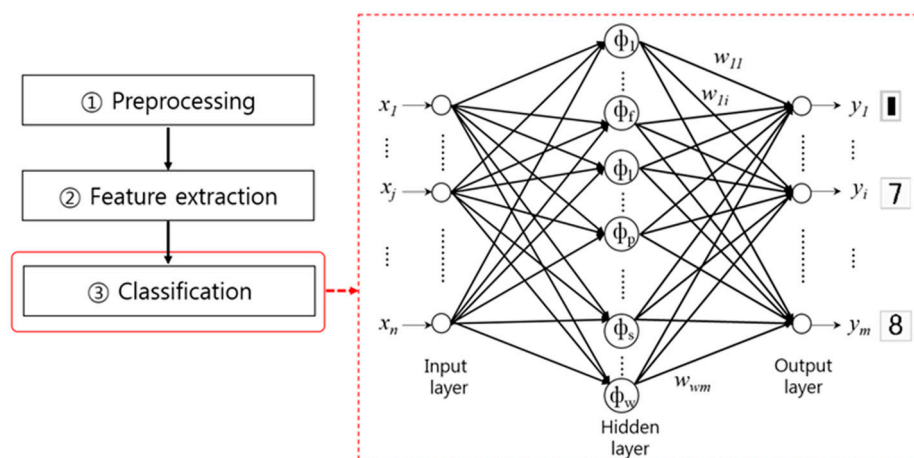 ① Preprocessing
② Feature extraction
③ Classification
x1
xj
xn
Input
layer
ϕ1
ϕf
ϕl
ϕp
ϕs
ϕw
Hidden
layer
w11
w1i
wwm
y1
yi 7
ym 8
Output
layer